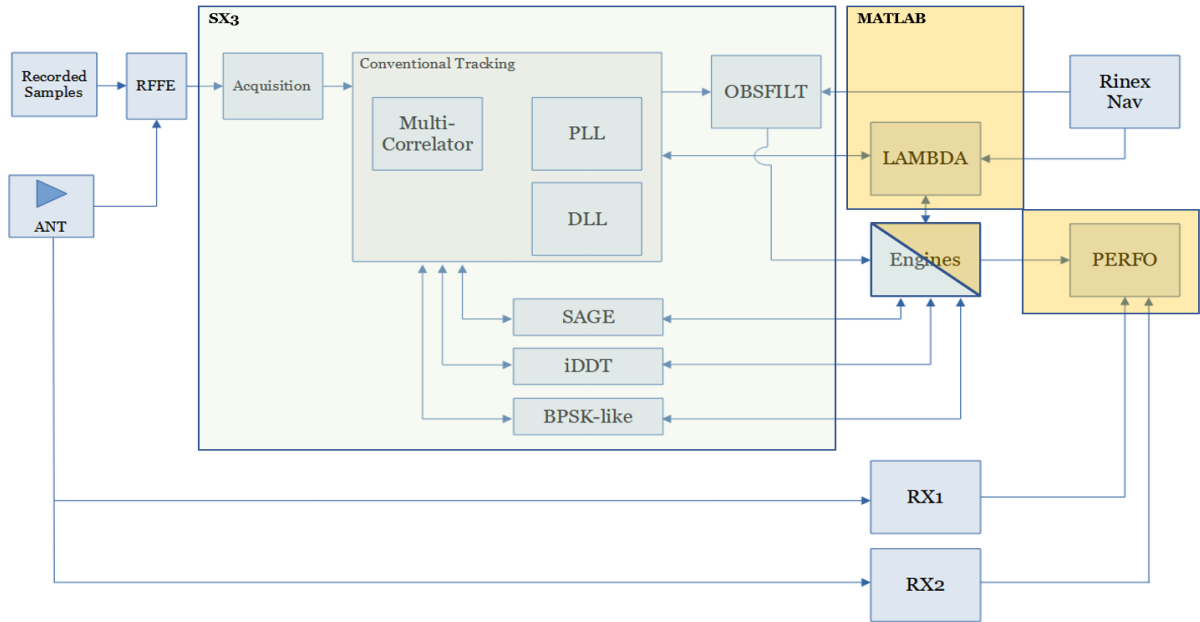 SX3
MATLAB
Recorded
Samples
RFFE
Acquisition
Conventional Tracking
Multi-
Correlator
PLL
DLL
OBSFILT
Rinex
Nav
LAMBDA
ANT
Engines
PERFO
SAGE
iDDT
BPSK-like
RX1
RX2